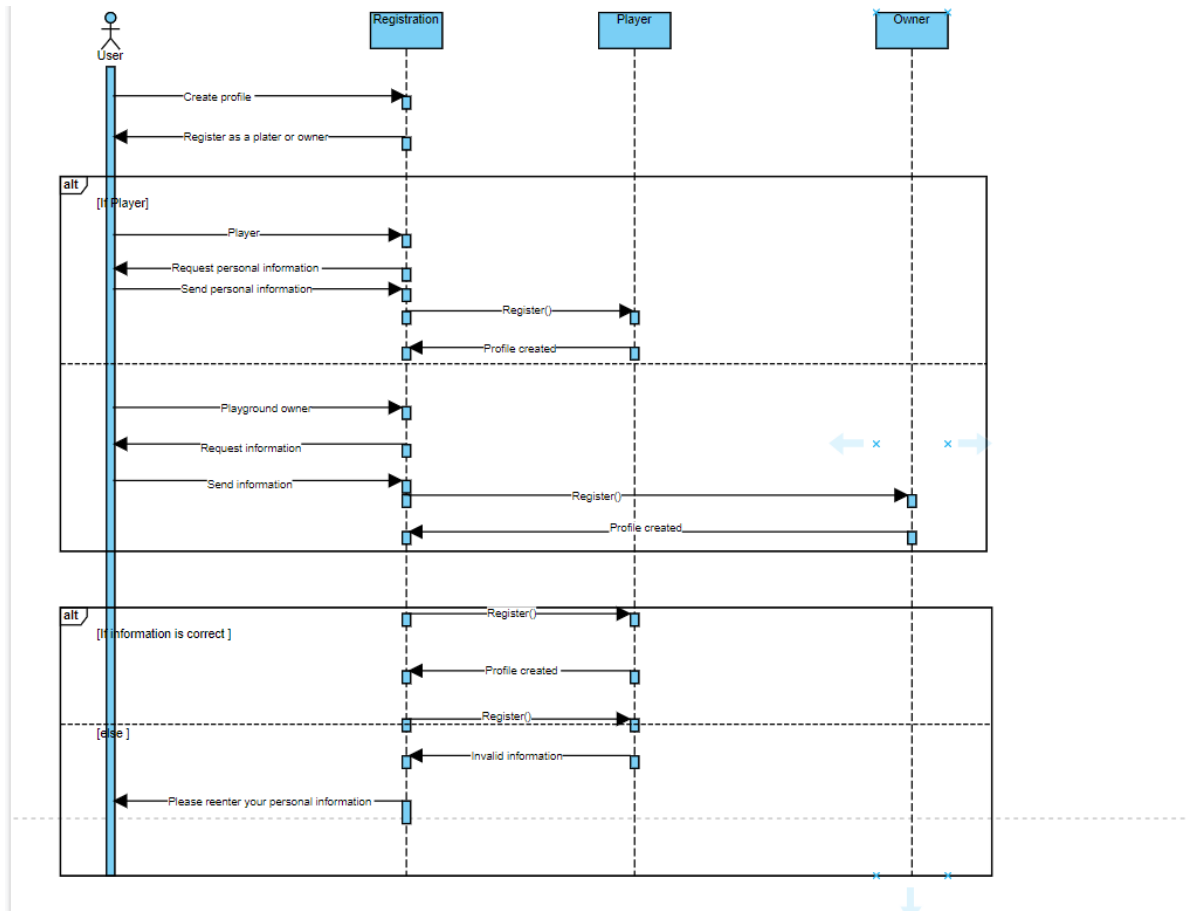 Registration
Player
Owner
User
Create profile
Register as a plater or owner
alt
[If Player]
Player
Request personal information
Send personal information
Register()
Profile created
Playground owner
Request information
Send information
Register()
Profile created
alt
Register()
[If information is correct ]
Profile created
Register()
[else ]
Invalid information
Please reenter your personal information